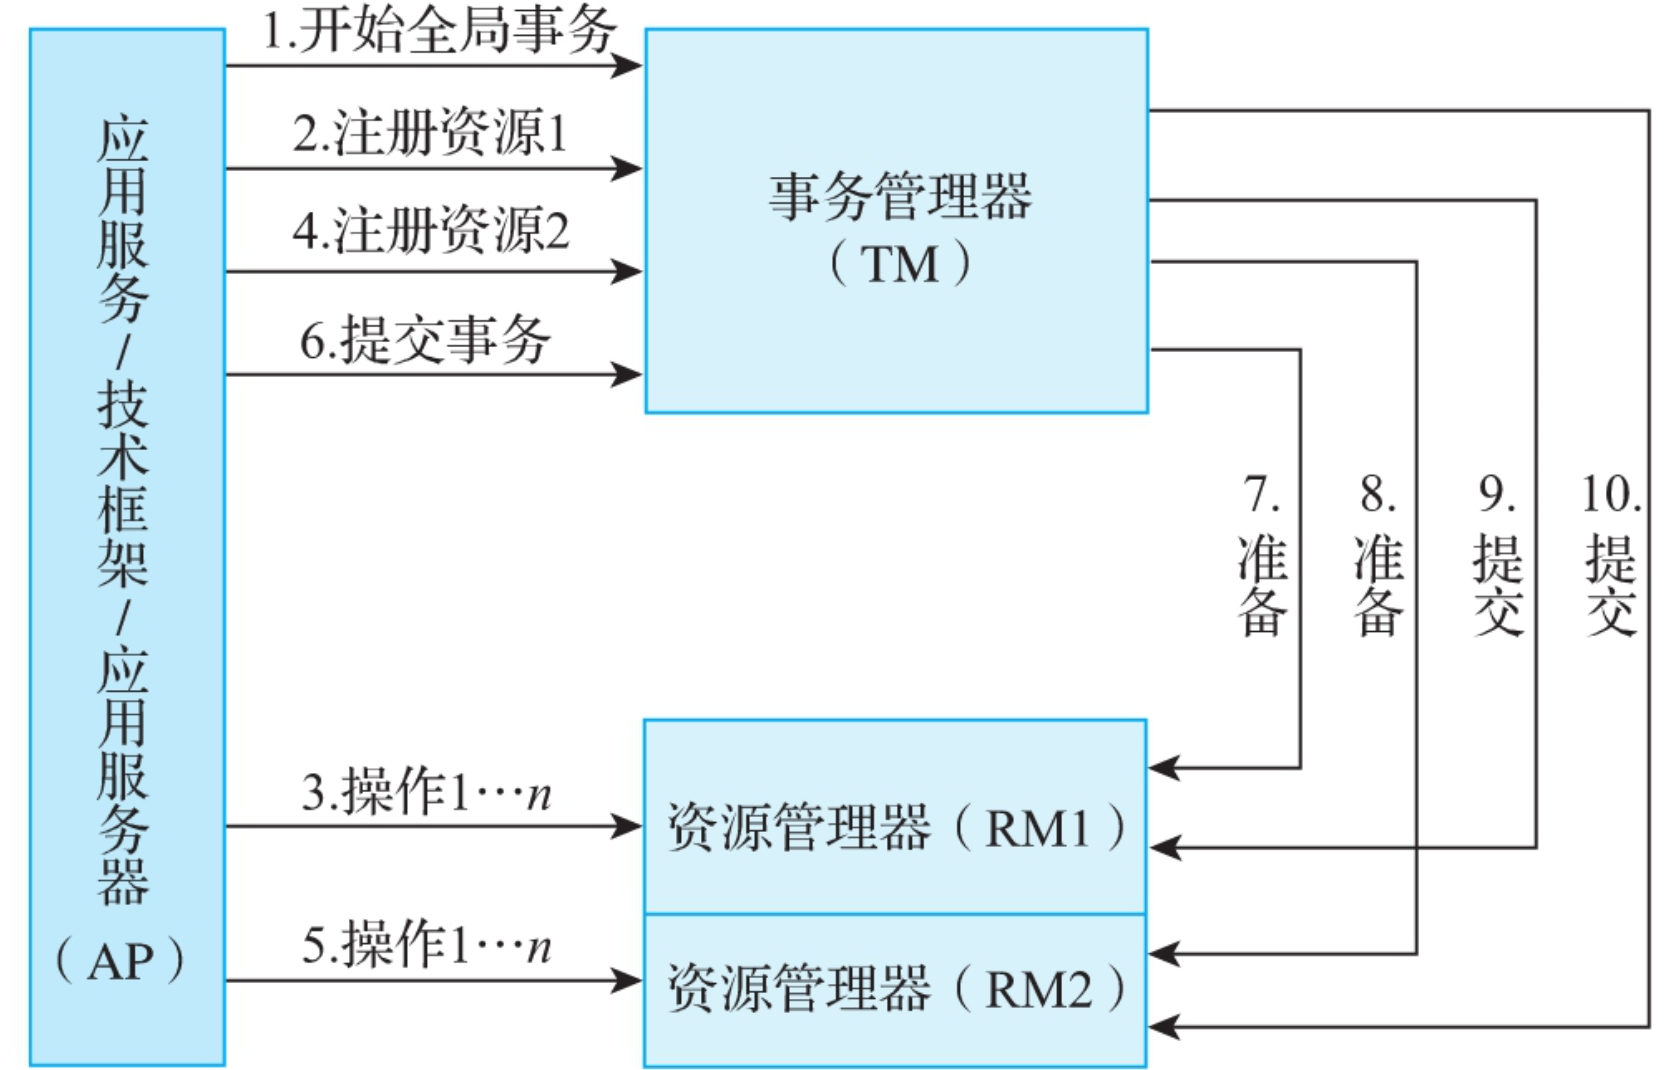 应用服务/技术框架/应用服务器
（AP）
1.开始全局事务
2.注册资源1
4.注册资源2
6.提交事务
3.操作1…n
5.操作1…n
事务管理器
（TM）
资源管理器（RM1）
资源管理器（RM2）
7.准备
8.准备
9.提交
10.提交